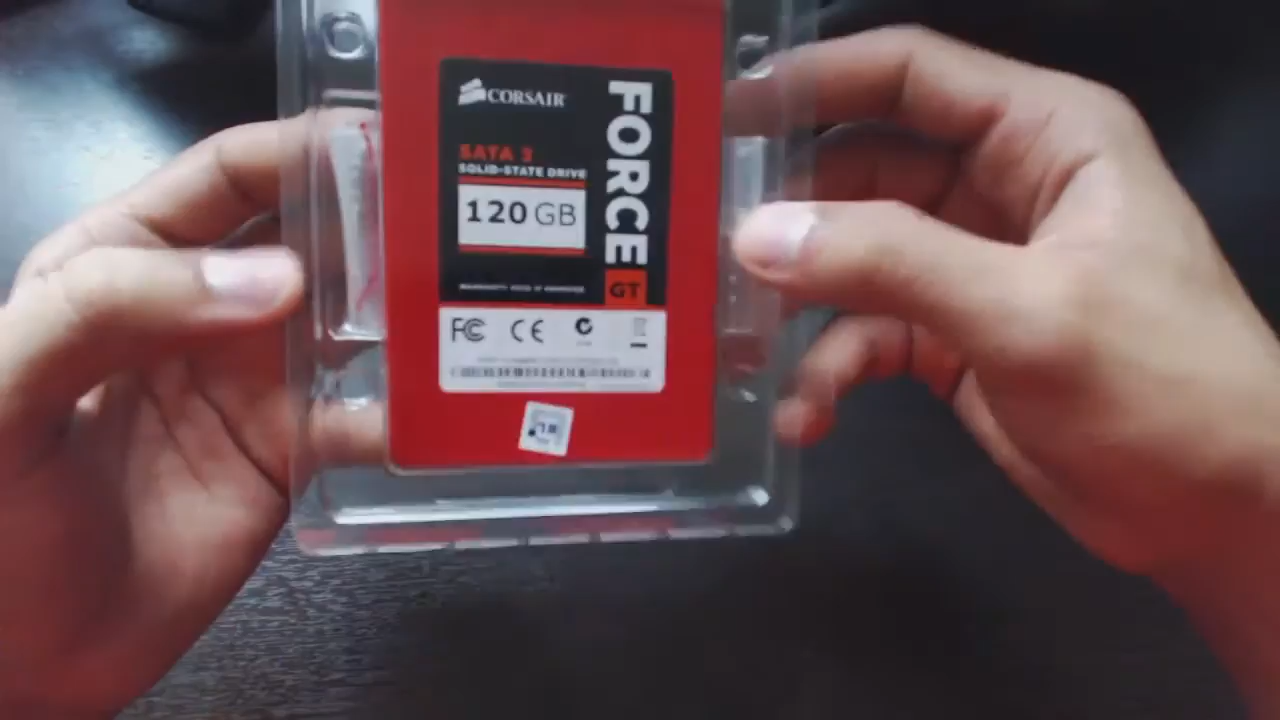 CORSAIR
SATA 3
SOLID-STATE DRIVE
120 GB
FORCE
GT
FC CE